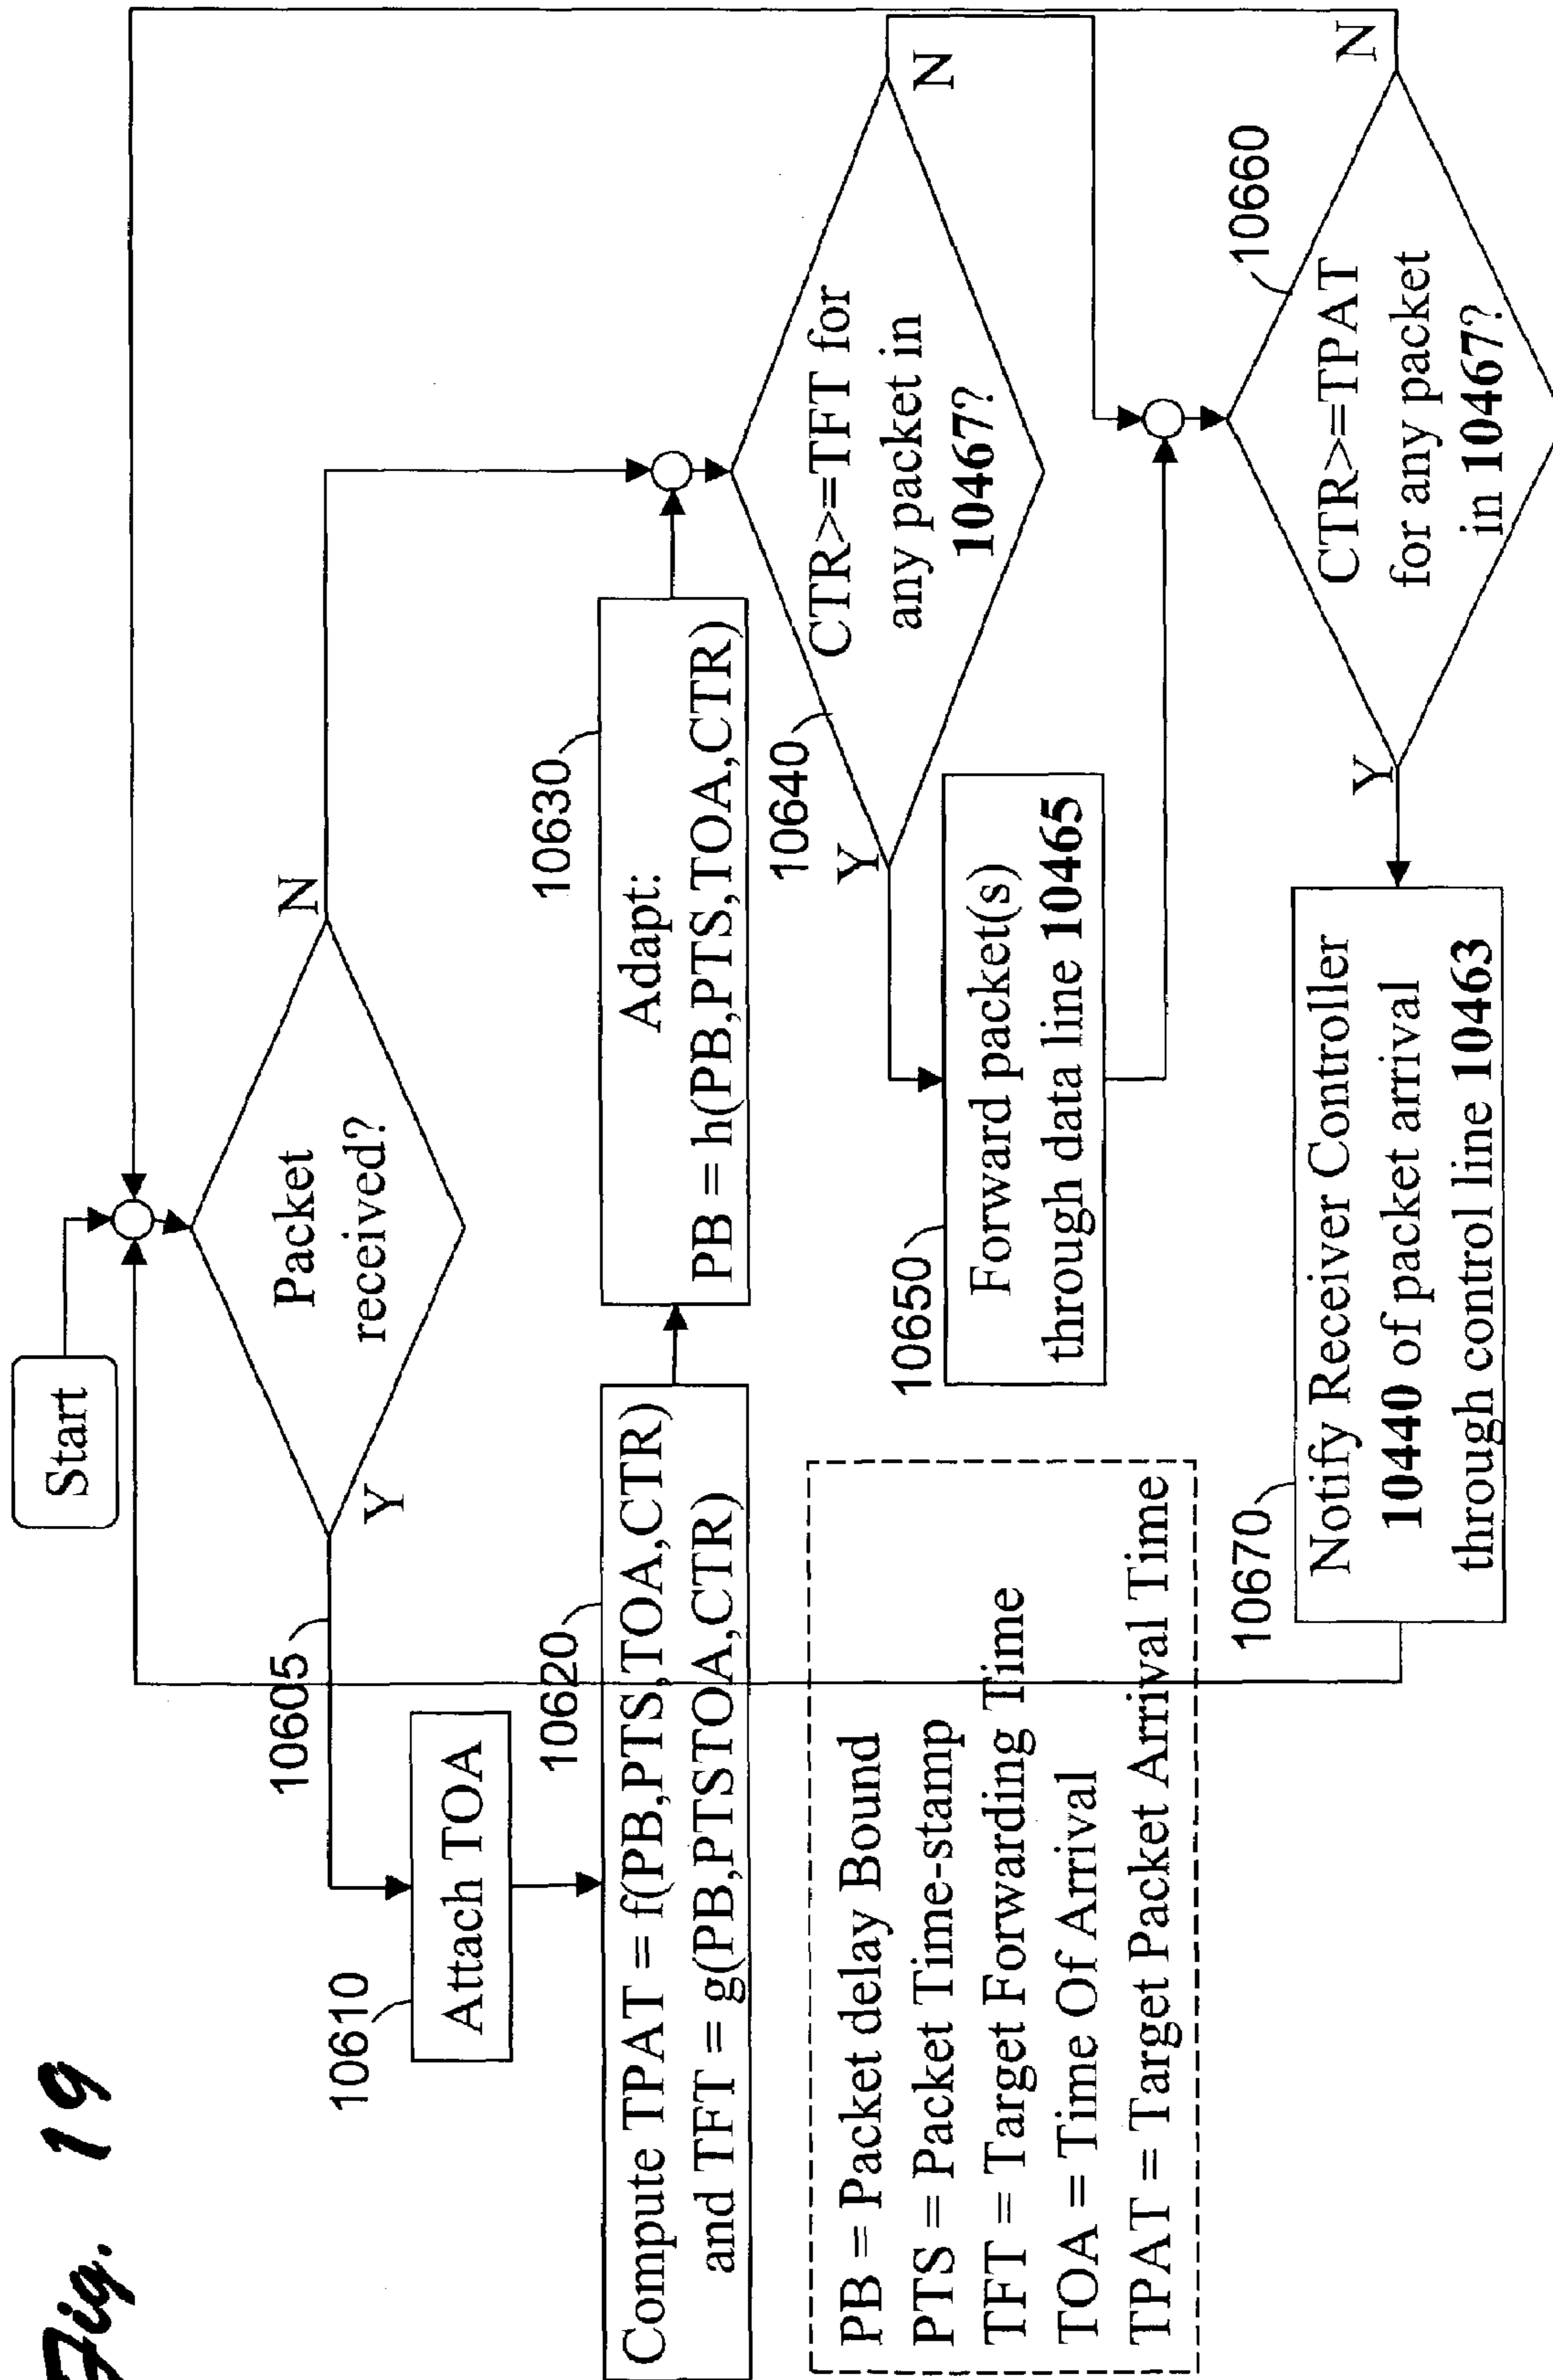 Fig. 19
Start
Packet
received?
Y
N
10605
10610
Attach TOA
10620
Compute TPAT = f(PB,PTS,TOA,CTR)
and TFT = g(PB,PTSTOA,CTR)
10630
Adapt:
PB = h(PB,PTS,TOA,CTR)
10640
CTR>=TFT for
any packet in
10467?
Y
N
10650
Forward packet(s)
through data line 10465
10660
CTR>=TPAT
for any packet
in 10467?
Y
N
10670
Notify Receiver Controller
10440 of packet arrival
through control line 10463
PB = Packet delay Bound
PTS = Packet Time-stamp
TFT = Target Forwarding Time
TOA = Time Of Arrival
TPAT = Target Packet Arrival Time